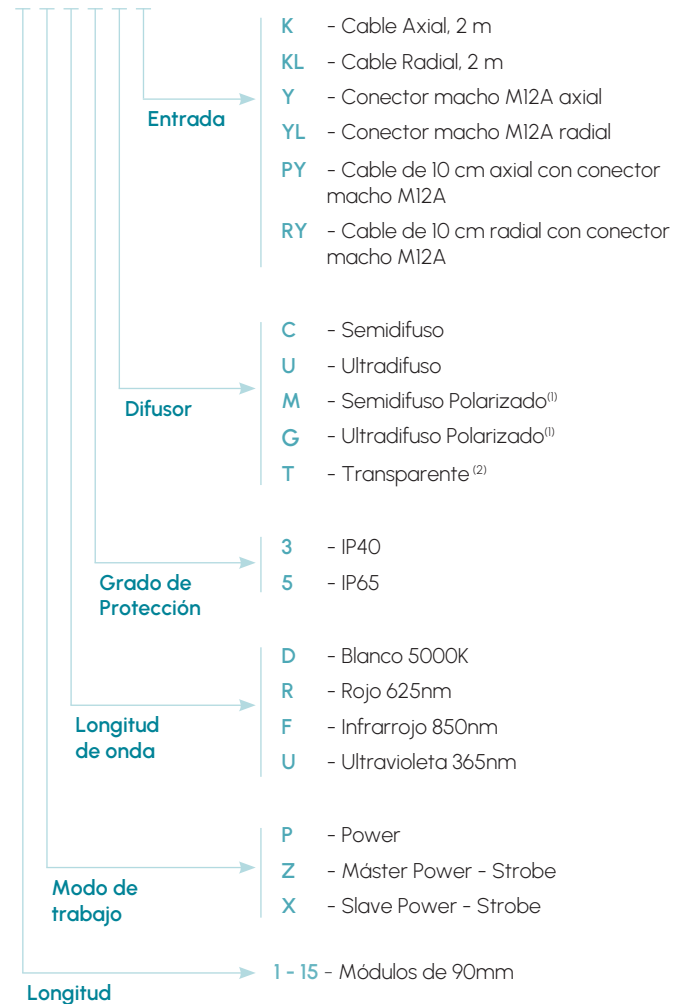 K - Cable Axial, 2 m
KL - Cable Radial, 2 m
Y - Conector macho M12A axial
Entrada
YL - Conector macho M12A radial
PY - Cable de 10 cm axial con conector
macho M12A
RY - Cable de 10 cm radial con conector
macho M12A
C - Semidifuso
U - Ultradifuso
Difusor
M - Semidifuso Polarizado(1)
G - Ultradifuso Polarizado(1)
T - Transparente (2)
3 - IP40
Grado de
Protección
5 - IP65
D - Blanco 5000K
R - Rojo 625nm
Longitud
de onda
F - Infrarrojo 850nm
U - Ultravioleta 365nm
P - Power
Z - Máster Power - Strobe
Modo de
trabajo
X - Slave Power - Strobe
1 - 15 - Módulos de 90mm
Longitud